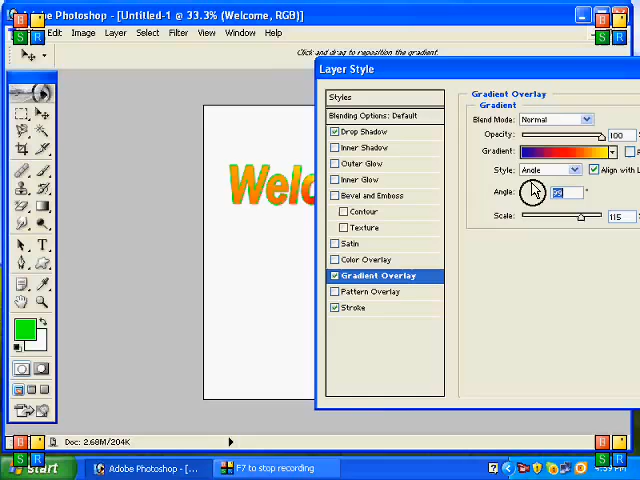 Adobe Photoshop - [Untitled-1 @ 33.3% (Welcome, RGB)]
Edit Image Layer Select Filter View Window Help
Click and drag to reposition the gradient.
Layer Style
Styles
Blending Options: Default
Drop Shadow
Inner Shadow
Outer Glow
Inner Glow
Bevel and Emboss
Contour
Texture
Satin
Color Overlay
Gradient Overlay
Pattern Overlay
Stroke
Gradient Overlay
Gradient
Blend Mode: Normal
Opacity: 100
Gradient:
Style: Angle Align with L
Angle: °
Scale: 115
Welc
Doc: 2.68M/204K
B
S R
B
S R
B
S R
B
S R
start
Adobe Photoshop - [...
F7 to stop recording